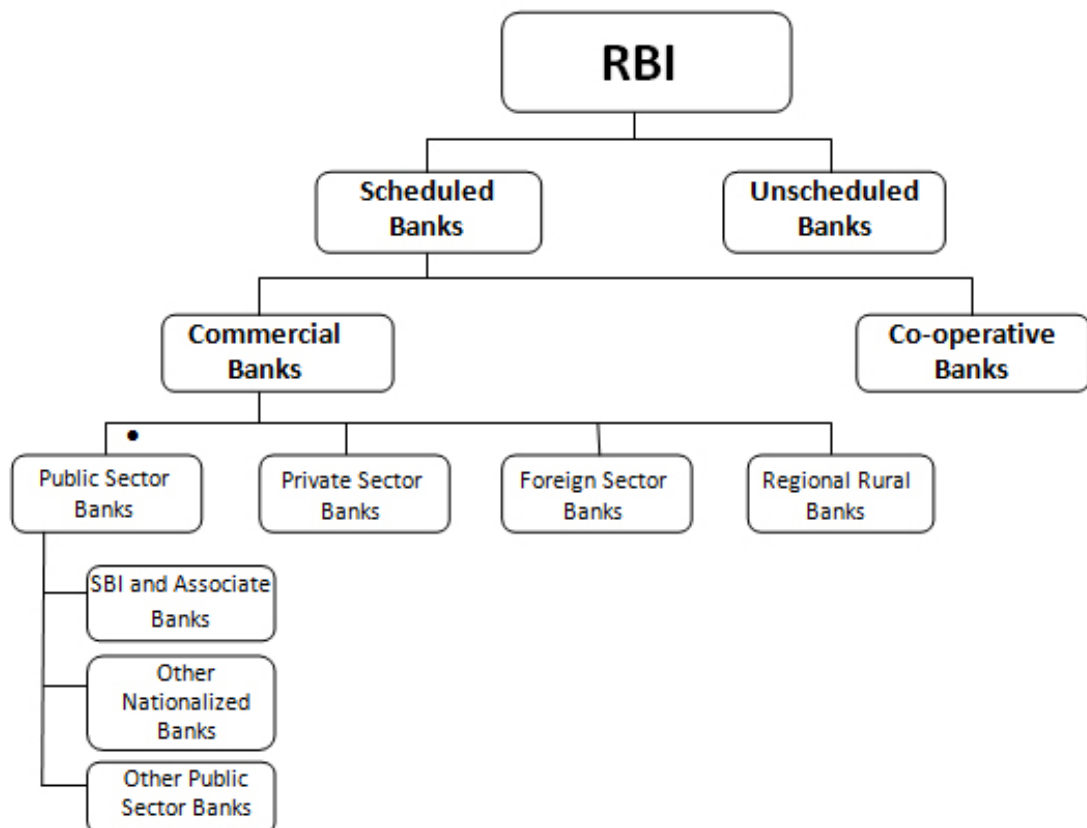 RBI
Scheduled
Banks
Unscheduled
Banks
Commercial
Banks
Co-operative
Banks
Public Sector
Banks
Private Sector
Banks
Foreign Sector
Banks
Regional Rural
Banks
SBI and Associate
Banks
Other
Nationalized
Banks
Other Public
Sector Banks